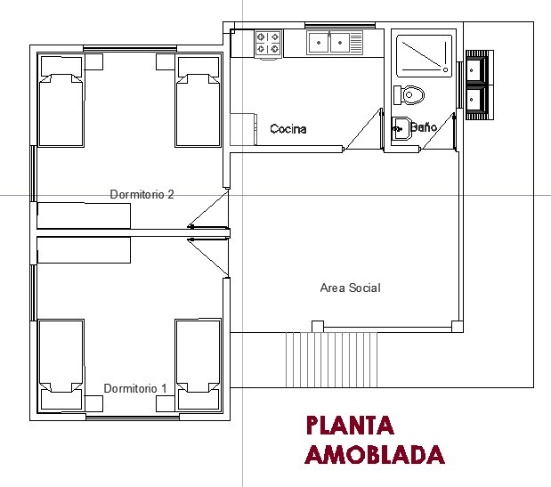 Cocina
Baño
Dormitorio 2
Area Social
Dormitorio 1
PLANTA
AMOBLADA